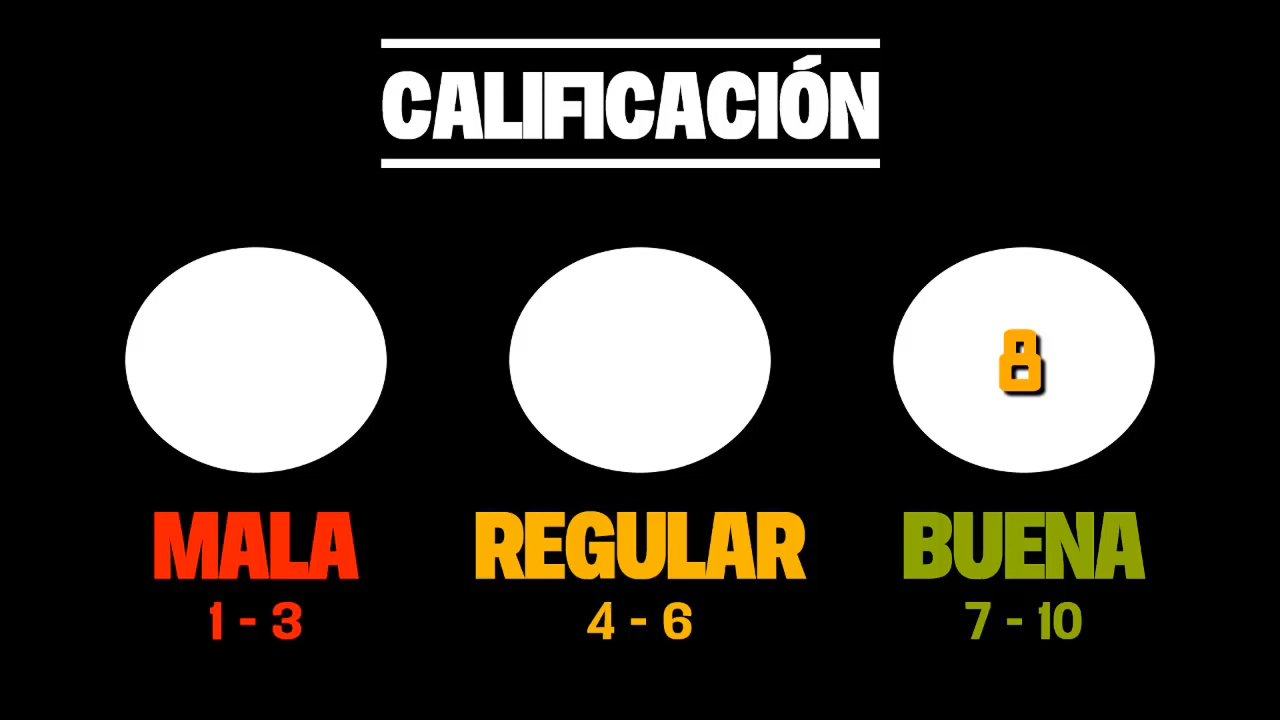 CALIFICACIÓN
8
MALA
REGULAR
BUENA
1 - 3
4 - 6
7 - 10